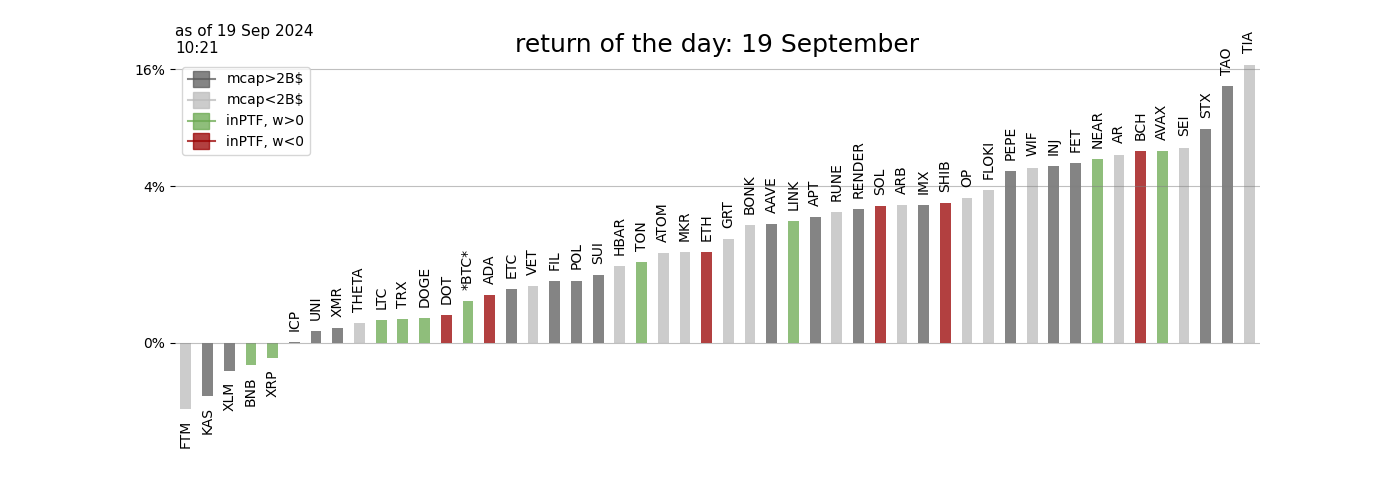 as of 19 Sep 2024
10:21
return of the day: 19 September
16%
4%
0%
mcap>2B$
mcap<2B$
inPTF, w>0
inPTF, w<0
FTM
KAS
XLM
BNB
XRP
ICP
UNI
XMR
THETA
LTC
TRX
DOGE
DOT
*BTC*
ADA
ETC
VET
FIL
POL
SUI
HBAR
TON
ATOM
MKR
ETH
GRT
BONK
AAVE
LINK
APT
RUNE
RENDER
SOL
ARB
IMX
SHIB
OP
FLOKI
PEPE
WIF
INJ
FET
NEAR
AR
BCH
AVAX
SEI
STX
TAO
TIA